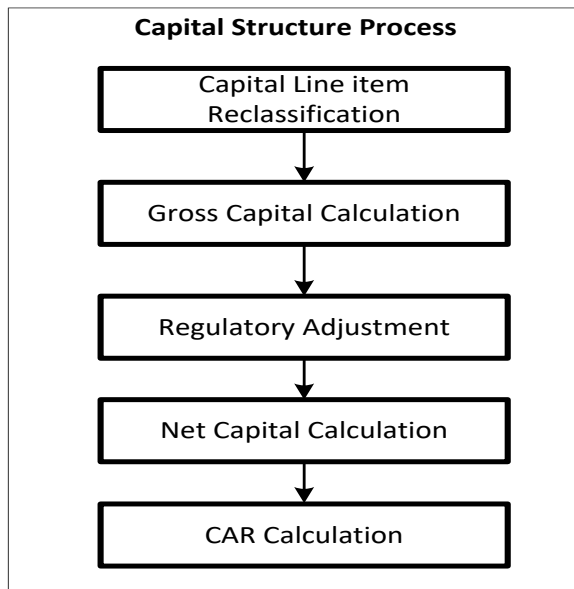 Capital Structure Process
Capital Line item
Reclassification
Gross Capital Calculation
Regulatory Adjustment
Net Capital Calculation
CAR Calculation